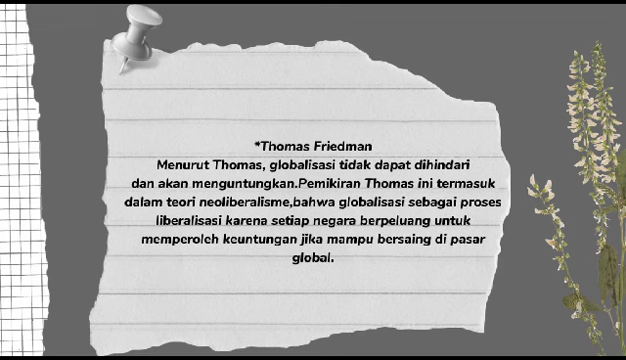 *Thomas Friedman
Menurut Thomas, globalisasi tidak dapat dihindari
dan akan menguntungkan.Pemikiran Thomas ini termasuk
dalam teori neoliberalisme,bahwa globalisasi sebagai proses
liberalisasi karena setiap negara berpeluang untuk
memperoleh keuntungan jika mampu bersaing di pasar
global.